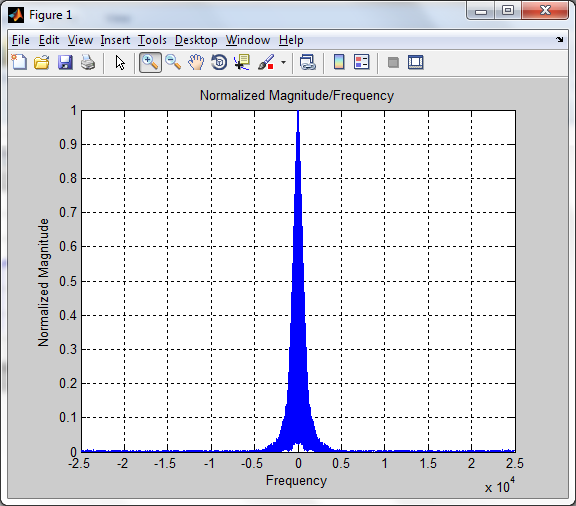 Figure 1
File Edit View Insert Tools Desktop Window Help
Normalized Magnitude/Frequency
Normalized Magnitude
1
0.9
0.8
0.7
0.6
0.5
0.4
0.3
0.2
0.1
0
-2.5 -2 -1.5 -1 -0.5 0 0.5 1 1.5 2 2.5
Frequency
x 10^4